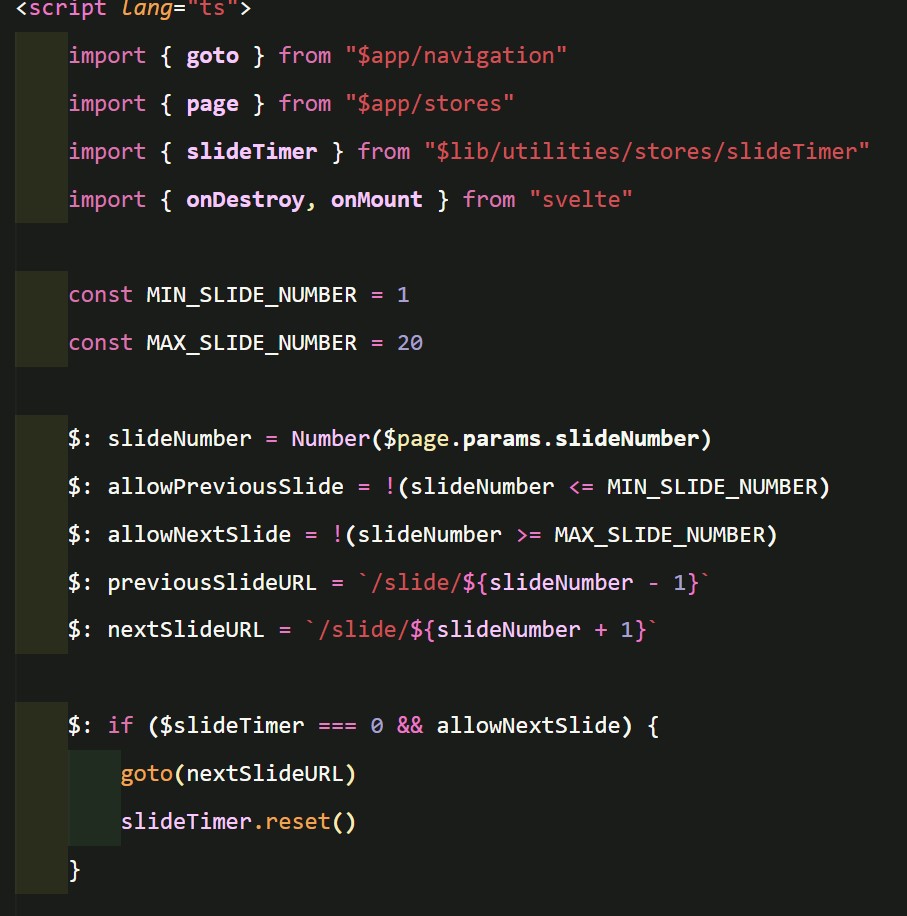 <script lang="ts">
import { goto } from "$app/navigation"
import { page } from "$app/stores"
import { slideTimer } from "$lib/utilities/stores/slideTimer"
import { onDestroy, onMount } from "svelte"
const MIN_SLIDE_NUMBER = 1
const MAX_SLIDE_NUMBER = 20
$: slideNumber = Number($page.params.slideNumber)
$: allowPreviousSlide = !(slideNumber <= MIN_SLIDE_NUMBER)
$: allowNextSlide = !(slideNumber >= MAX_SLIDE_NUMBER)
$: previousSlideURL = `/slide/${slideNumber - 1}`
$: nextSlideURL = `/slide/${slideNumber + 1}`
$: if ($slideTimer === 0 && allowNextSlide) {
goto(nextSlideURL)
slideTimer.reset()
}